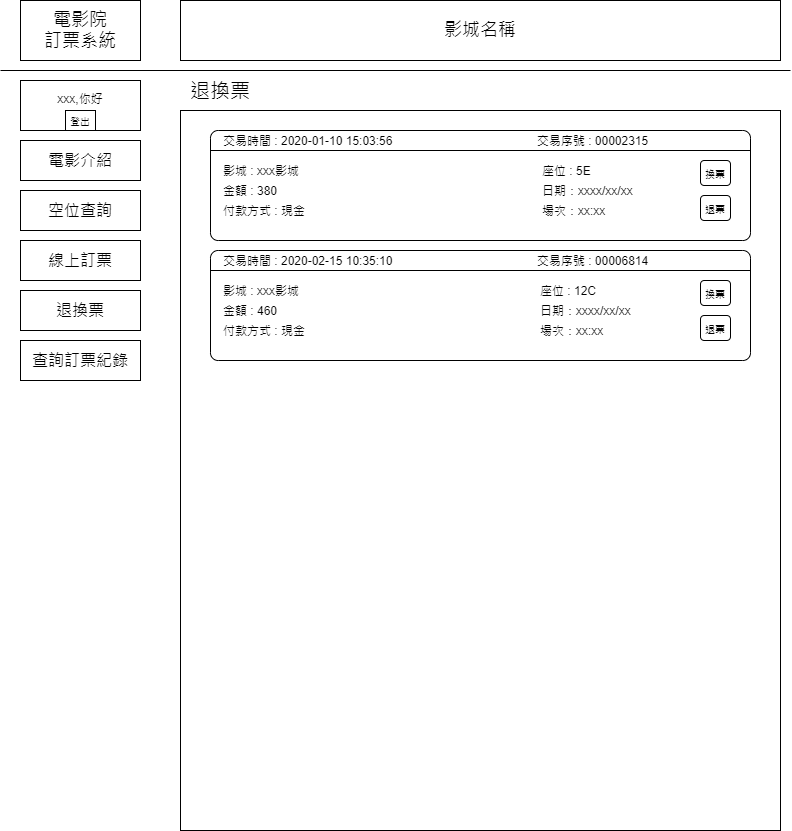 電影院
訂票系統
影城名稱
xxx,你好
登出
電影介紹
空位查詢
線上訂票
退換票
查詢訂票紀錄
退換票
交易時間 : 2020-01-10 15:03:56 交易序號 : 00002315
影城 : xxx影城 座位 : 5E
換票
金額 : 380 日期 : xxxx/xx/xx
付款方式 : 現金 場次 : xx:xx
退票
交易時間 : 2020-02-15 10:35:10 交易序號 : 00006814
影城 : xxx影城 座位 : 12C
換票
金額 : 460 日期 : xxxx/xx/xx
付款方式 : 現金 場次 : xx:xx
退票